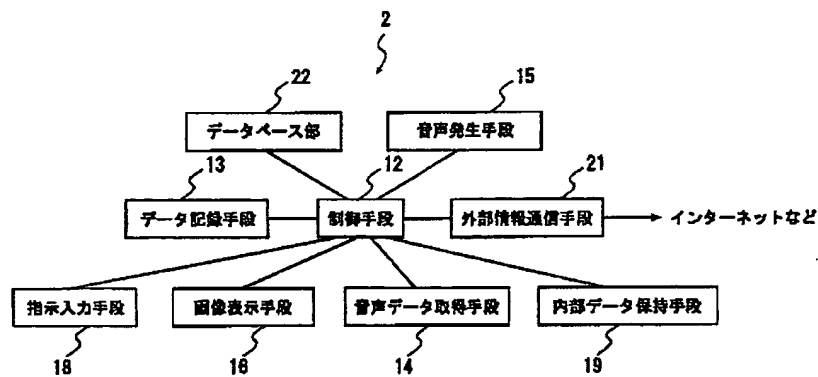 2
22
15
データベース部
音声発生手段
13
12
21
データ記録手段
制御手段
外部情報通信手段
インターネットなど
指示入力手段
画像表示手段
音声データ取得手段
内部データ保持手段
18
16
14
19